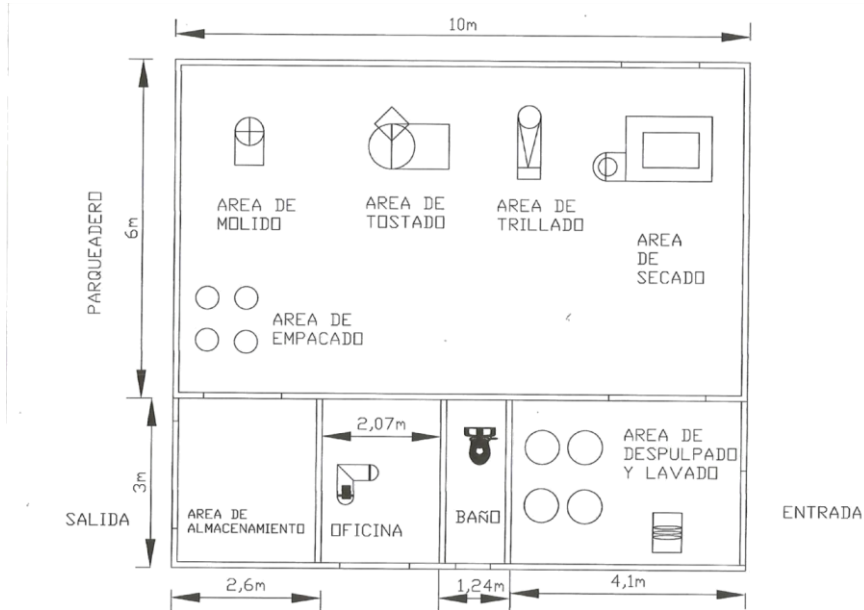 10m
PARQUEADERO
6m
AREA DE
MOLIDO
AREA DE
TOSTADO
AREA DE
TRILLADO
AREA
DE
SECADO
AREA DE
EMPACADO
3m
2,07m
AREA DE
DESPULPADO
Y LAVADO
SALIDA
AREA DE
ALMACENAMIENTO
OFICINA
BAÑO
ENTRADA
2,6m
1,24m
4,1m